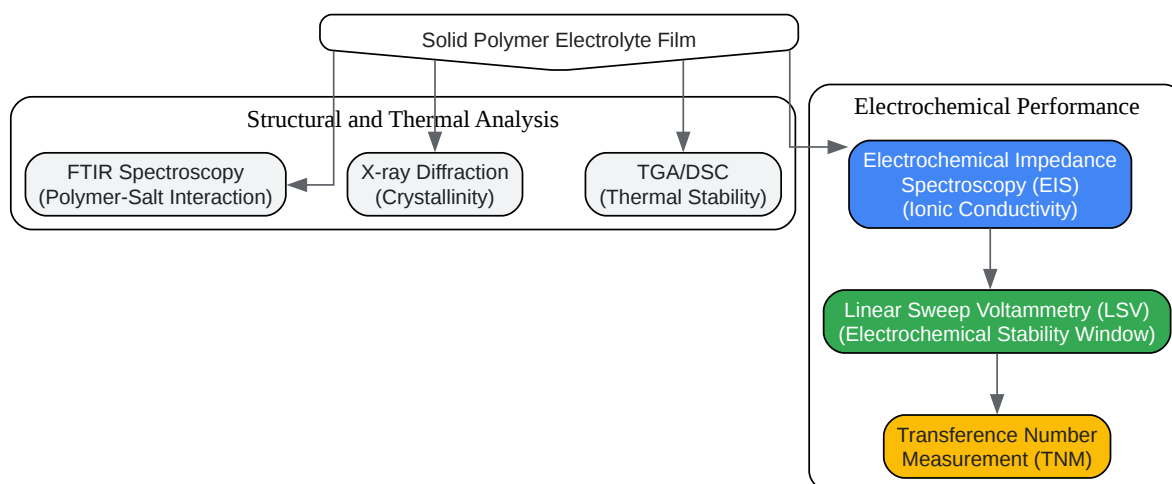 Solid Polymer Electrolyte Film
Structural and Thermal Analysis
FTIR Spectroscopy
(Polymer-Salt Interaction)
X-ray Diffraction
(Crystallinity)
TGA/DSC
(Thermal Stability)
Electrochemical Performance
Electrochemical Impedance
Spectroscopy (EIS)
(Ionic Conductivity)
Linear Sweep Voltammetry (LSV)
(Electrochemical Stability Window)
Transference Number
Measurement (TNM)